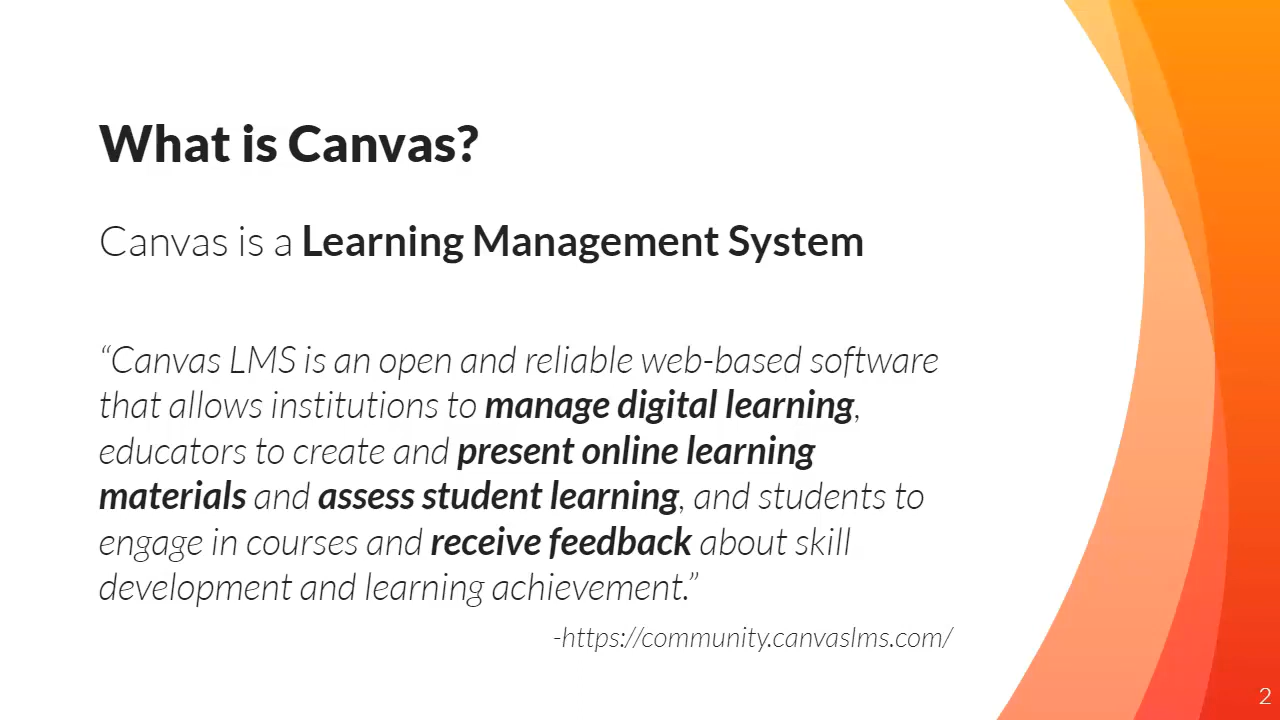 What is Canvas?
Canvas is a Learning Management System
“Canvas LMS is an open and reliable web-based software
that allows institutions to manage digital learning,
educators to create and present online learning
materials and assess student learning, and students to
engage in courses and receive feedback about skill
development and learning achievement.”
-https://community.canvaslms.com/
2